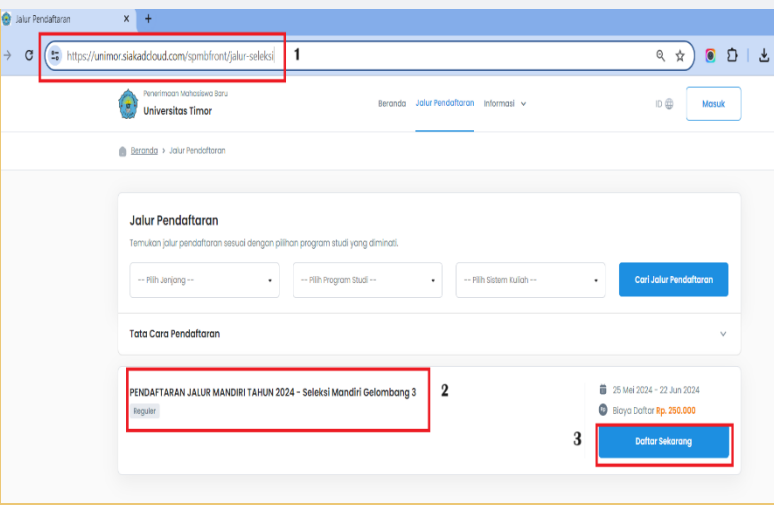 Jalur Pendaftaran
https://unimor.siakadcloud.com/spmbfront/jalur-seleksi
1
Penerimaan Mahasiswa Baru
Universitas Timor
Beranda Jalur Pendaftaran Informasi
ID
Masuk
Beranda > Jalur Pendaftaran
Jalur Pendaftaran
Temukan jalur pendaftaran sesuai dengan pilihan program studi yang diminati.
-- Pilih Jenjang --
-- Pilih Program Studi --
-- Pilih Sistem Kuliah --
Cari Jalur Pendaftaran
Tata Cara Pendaftaran
PENDAFTARAN JALUR MANDIRI TAHUN 2024 - Seleksi Mandiri Gelombang 3
2
Reguler
25 Mei 2024 - 22 Jun 2024
Biaya Daftar Rp. 250.000
3
Daftar Sekarang